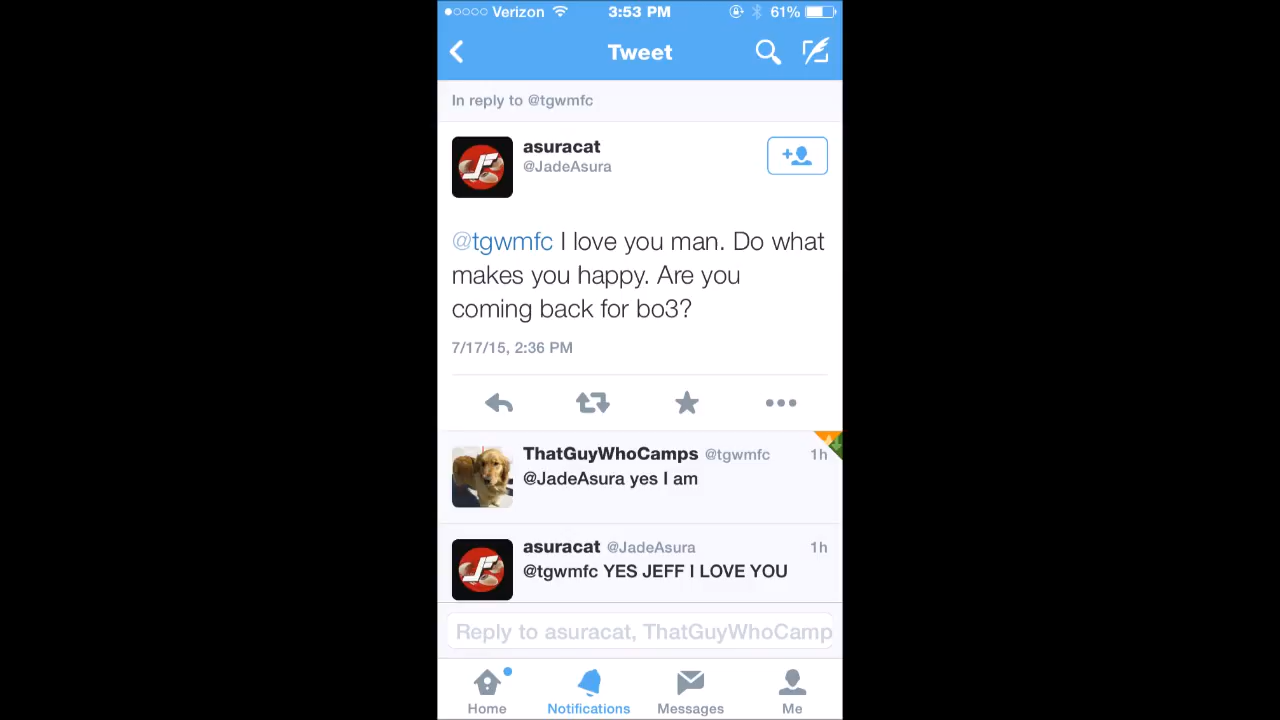 Verizon 3:53 PM 61%
Tweet
In reply to @tgwmfc
asuracat
@JadeAsura
@tgwmfc I love you man. Do what
makes you happy. Are you
coming back for bo3?
7/17/15, 2:36 PM
ThatGuyWhoCamps @tgwmfc 1h
@JadeAsura yes I am
asuracat @JadeAsura 1h
@tgwmfc YES JEFF I LOVE YOU
Reply to asuracat, ThatGuyWhoCamp
Home Notifications Messages Me